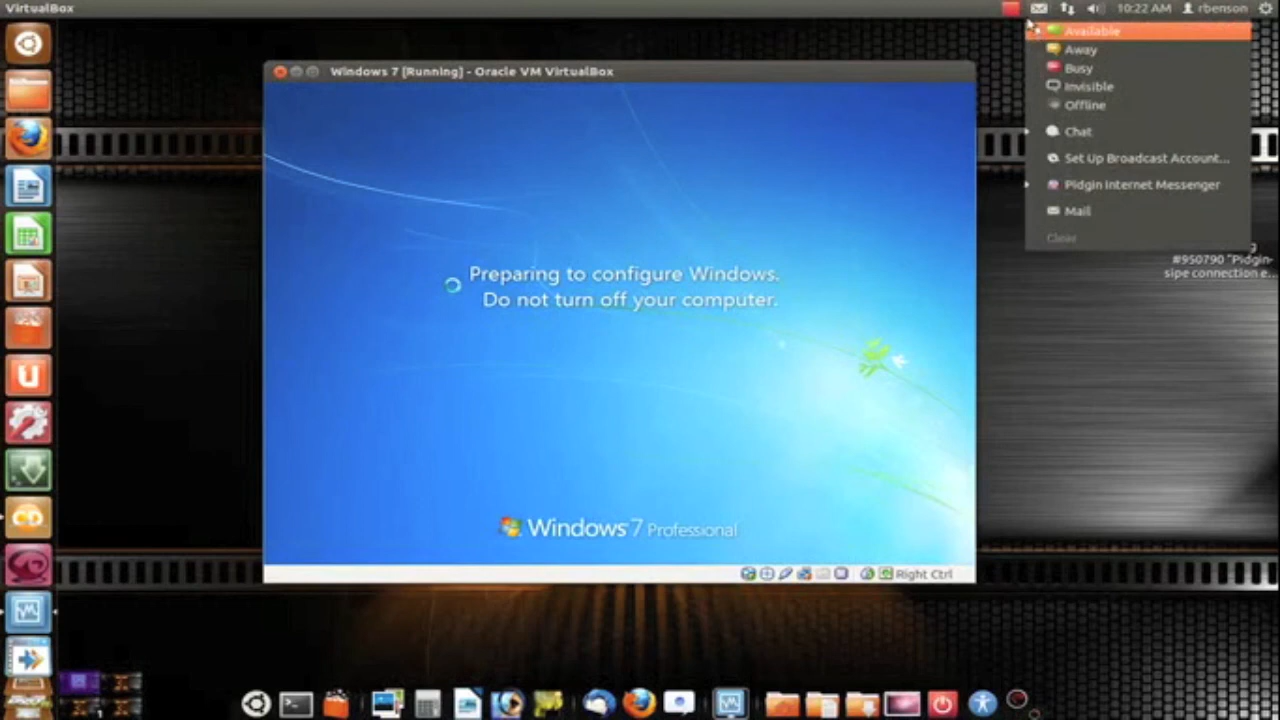 VirtualBox
10:22 AM
rbenson
Available
Away
Busy
Invisible
Offline
Chat
Set Up Broadcast Account...
Pidgin Internet Messenger
Mail
Clear
#950790 "Pidgin-
sipe connection e...
Windows 7 [Running] - Oracle VM VirtualBox
Preparing to configure Windows.
Do not turn off your computer.
Windows 7 Professional
Right Ctrl